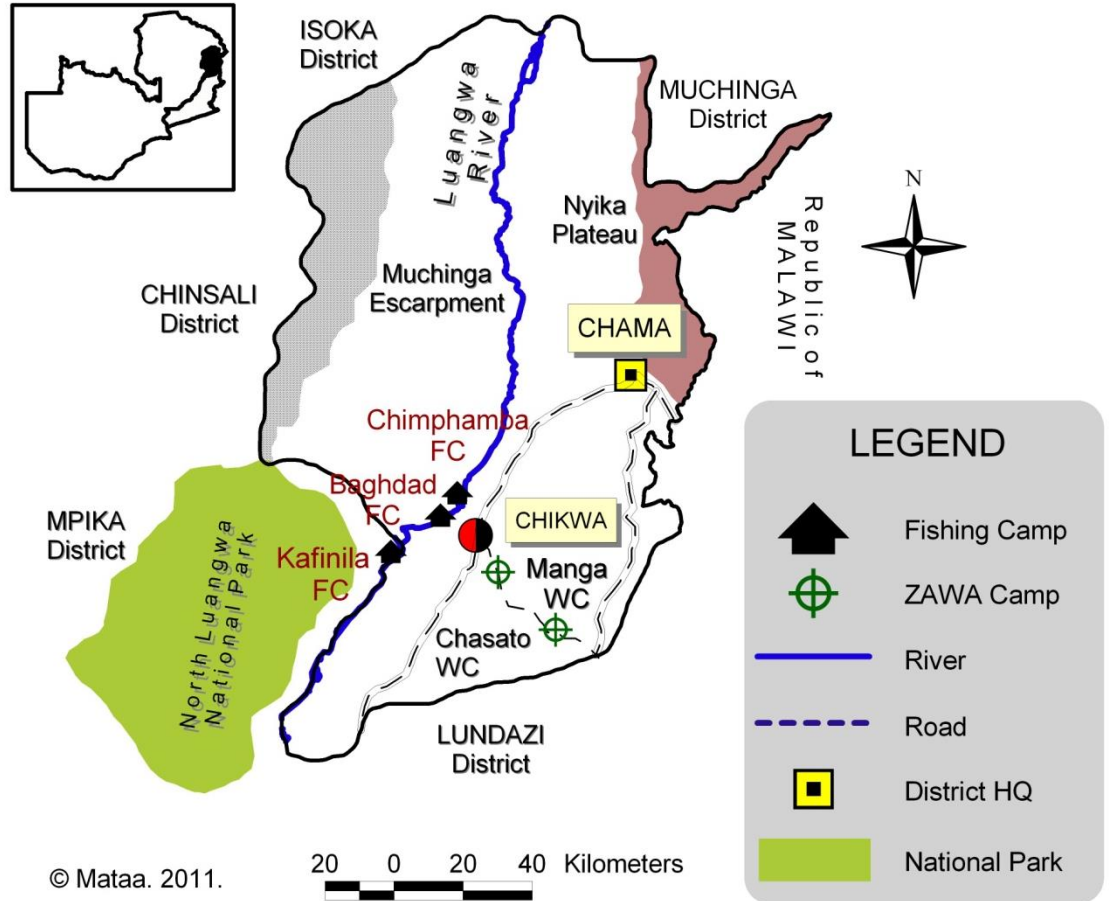 ISOKA
District
Luangwa
River
MUCHINGA
District
N
Nyika
Plateau
Republic of
MALAWI
Muchinga
Escarpment
CHINSALI
District
CHAMA
Chimphamba
FC
Baghdad
FC
CHIKWA
MPIKA
District
North Luangwa
National Park
Kafinila
FC
Manga
WC
Chasato
WC
LUNDAZI
District
LEGEND
Fishing Camp
ZAWA Camp
River
Road
District HQ
National Park
20 0 20 40 Kilometers
© Mataa. 2011.